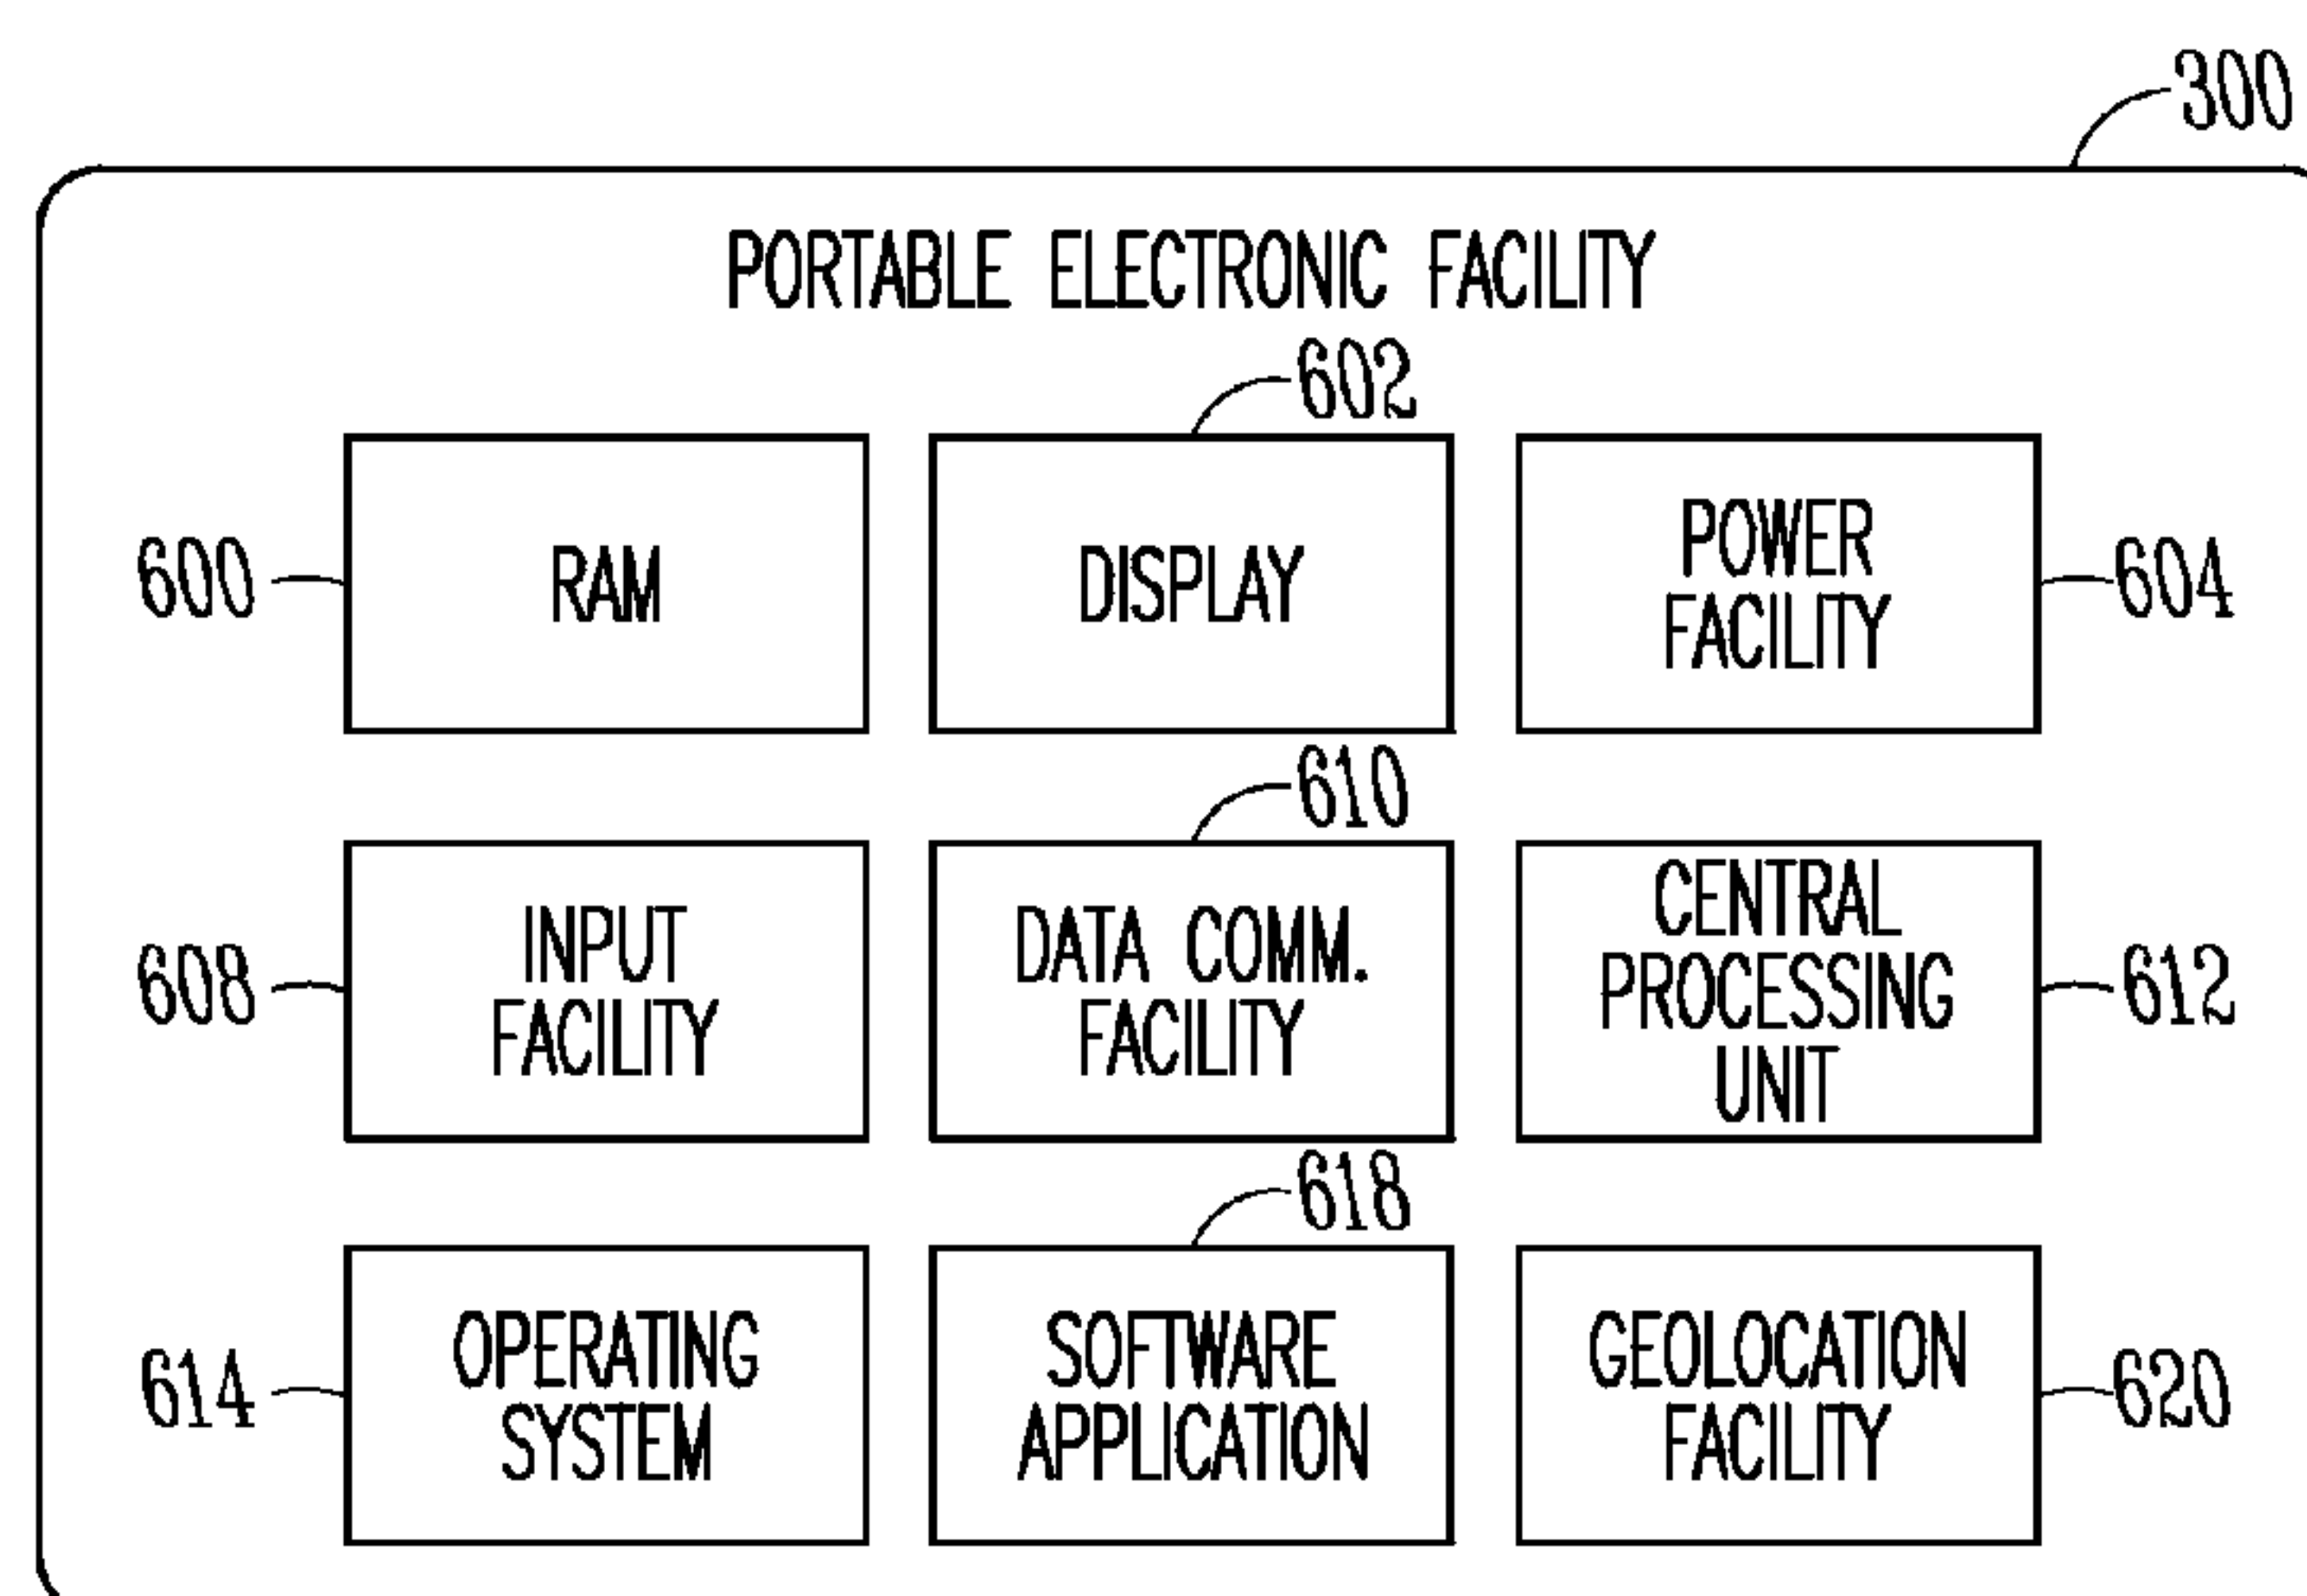 300
PORTABLE ELECTRONIC FACILITY
602
600
RAM
DISPLAY
POWER
FACILITY
604
610
608
INPUT
FACILITY
DATA COMM.
FACILITY
CENTRAL
PROCESSING
UNIT
612
618
614
OPERATING
SYSTEM
SOFTWARE
APPLICATION
GEOLOCATION
FACILITY
620